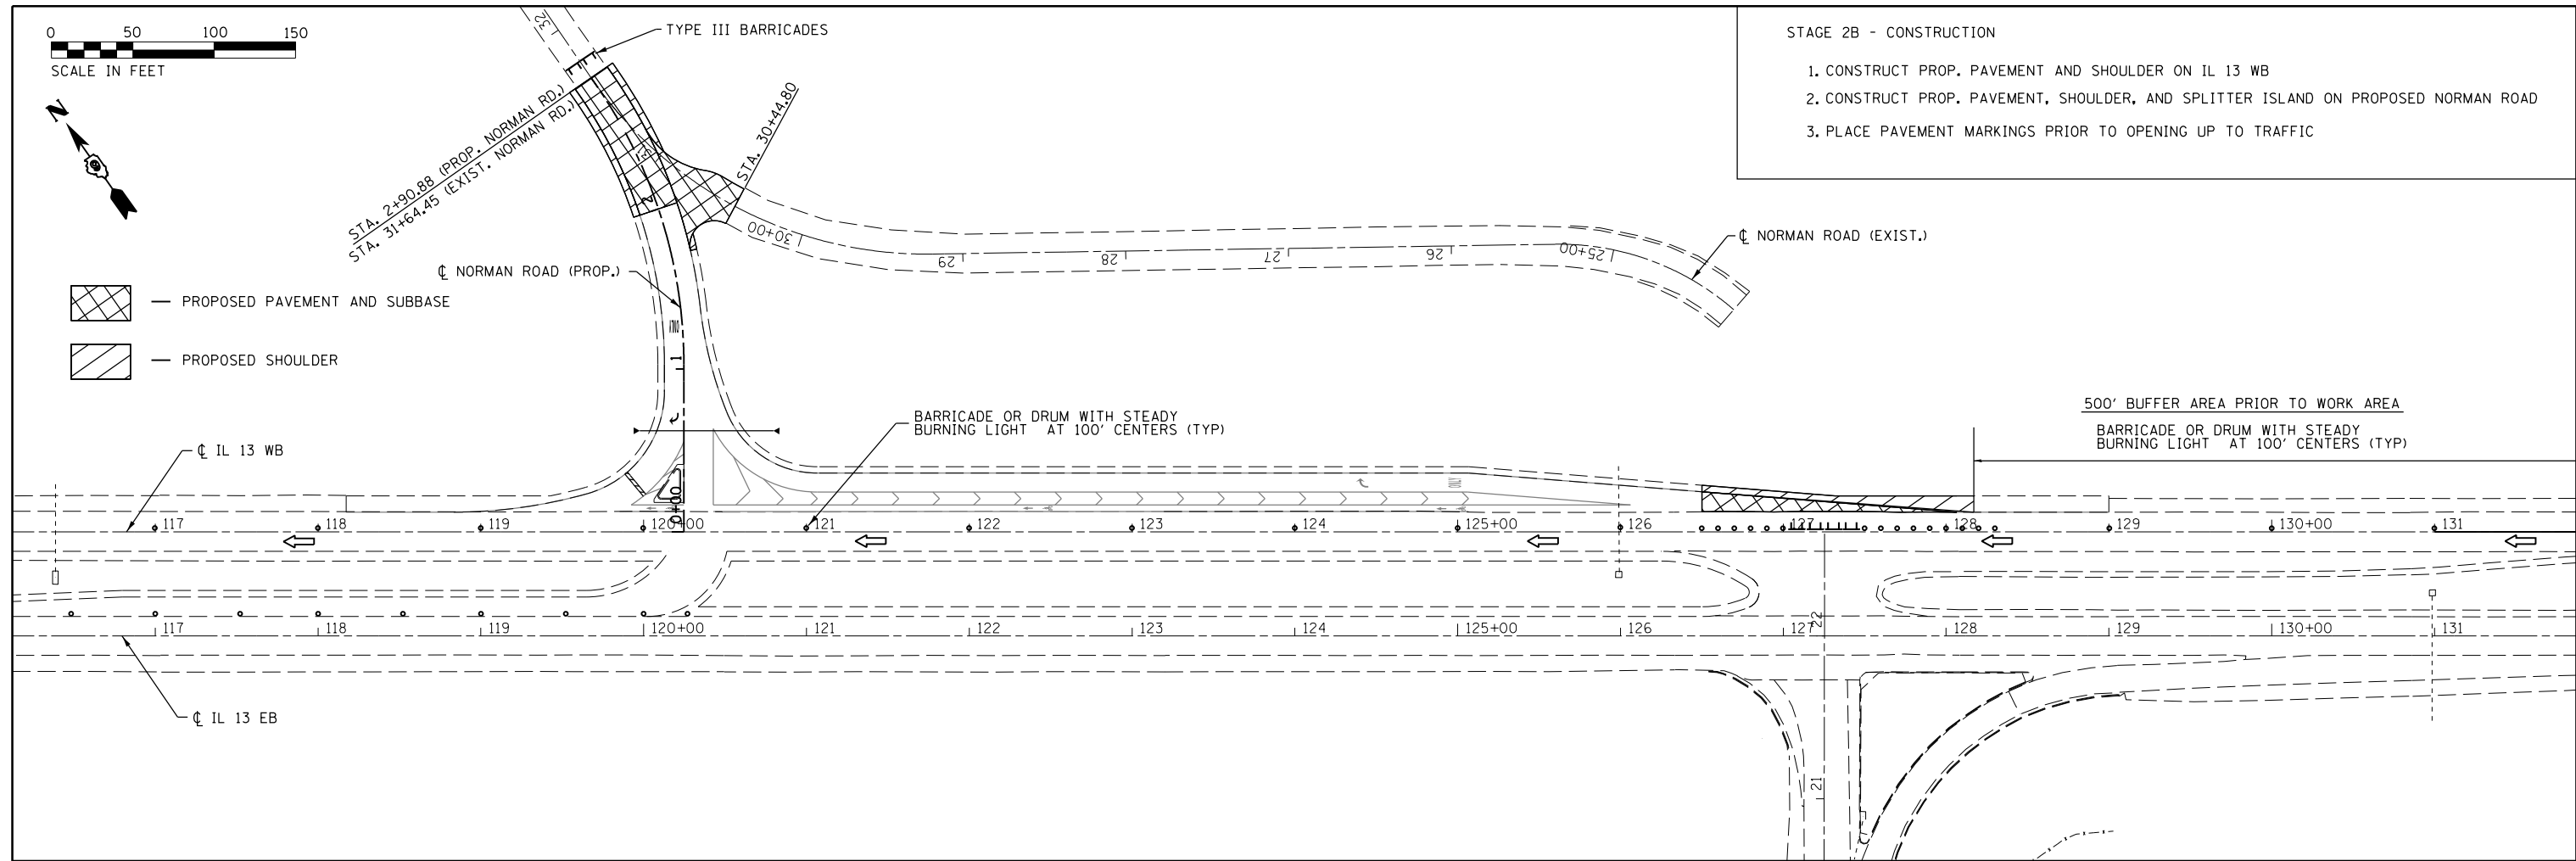 0 50 100 150
SCALE IN FEET
N
32
TYPE III BARRICADES
STAGE 2B - CONSTRUCTION
1. CONSTRUCT PROP. PAVEMENT AND SHOULDER ON IL 13 WB
2. CONSTRUCT PROP. PAVEMENT, SHOULDER, AND SPLITTER ISLAND ON PROPOSED NORMAN ROAD
3. PLACE PAVEMENT MARKINGS PRIOR TO OPENING UP TO TRAFFIC
STA. 2+90.88 (PROP. NORMAN RD.)
STA. 31+64.45 (EXIST. NORMAN RD.)
STA. 30+44.80
2
30+00
29
28
27
26
25+00
℄ NORMAN ROAD (EXIST.)
℄ NORMAN ROAD (PROP.)
PROPOSED PAVEMENT AND SUBBASE
PROPOSED SHOULDER
ONLY
1
BARRICADE OR DRUM WITH STEADY
BURNING LIGHT AT 100' CENTERS (TYP)
500' BUFFER AREA PRIOR TO WORK AREA
BARRICADE OR DRUM WITH STEADY
BURNING LIGHT AT 100' CENTERS (TYP)
℄ IL 13 WB
ONLY
0+00
117 118 119 120+00 121 122 123 124 125+00 126 127 128 129 130+00 131
117 118 119 120+00 121 122 123 124 125+00 126 127 128 129 130+00 131
22
℄ IL 13 EB
21